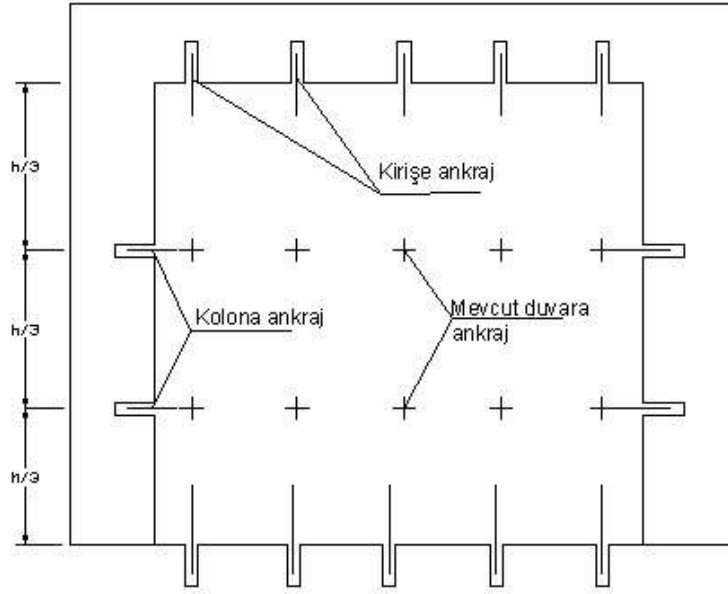 h/3
Kirişe ankraj
h/3
Kolona ankraj
Mevcut duvara
ankraj
h/3